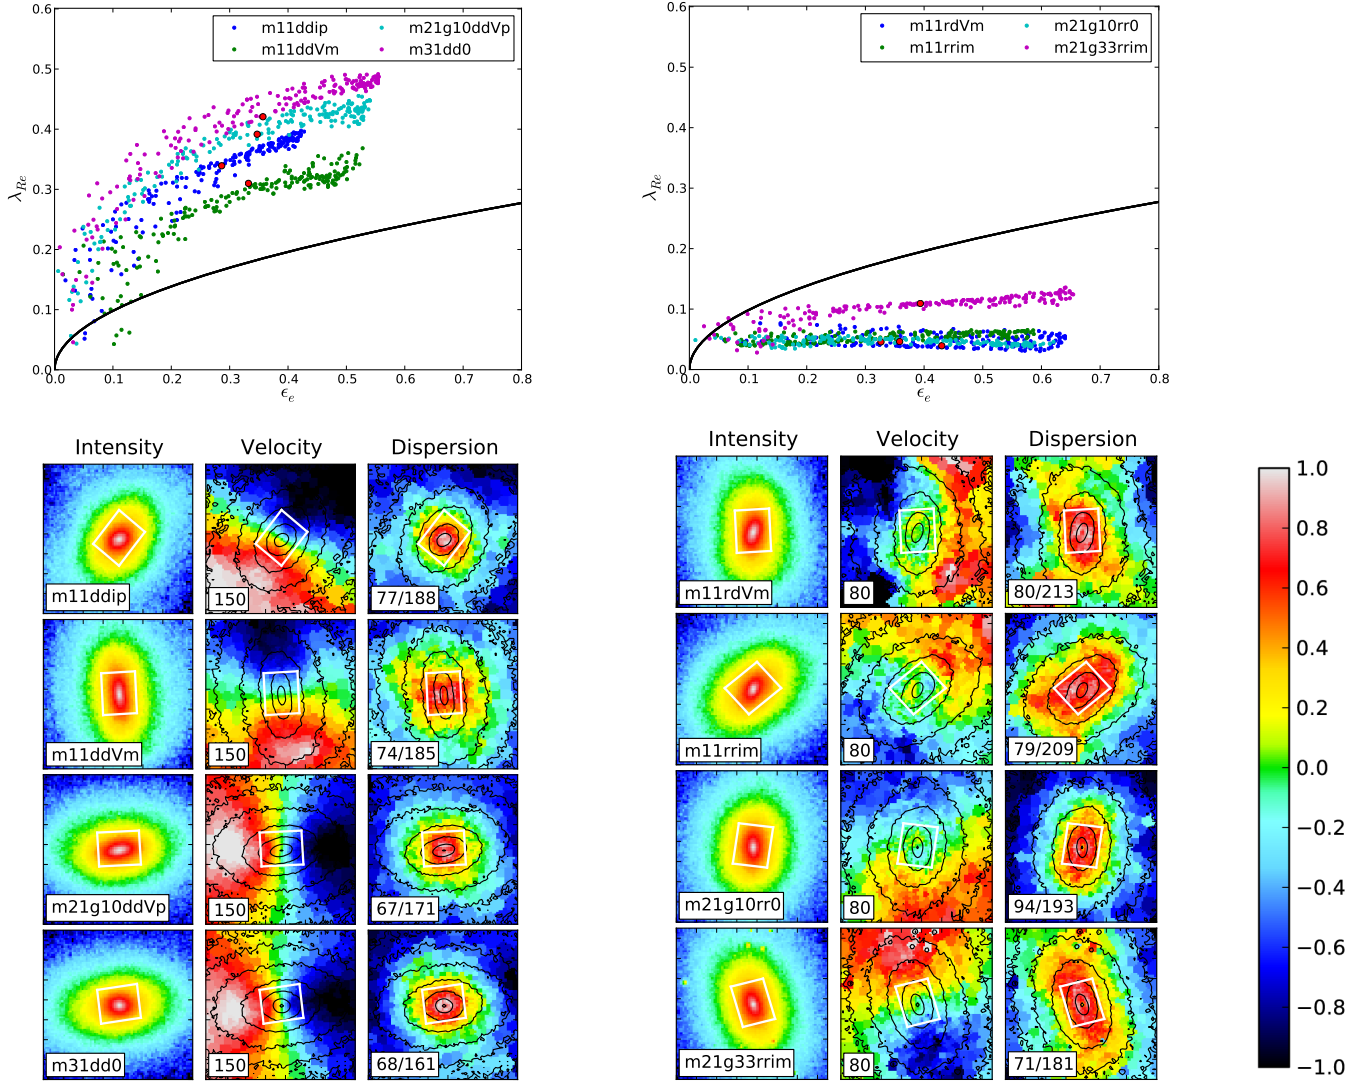 m11ddip
m21g10ddVp
m11ddVm
m31dd0
0.6
0.5
0.4
0.3
0.2
0.1
0.0
λRe
0.0 0.1 0.2 0.3 0.4 0.5 0.6 0.7 0.8
ϵe
m11rdVm
m21g10rr0
m11rrim
m21g33rrim
0.6
0.5
0.4
0.3
0.2
0.1
0.0
λRe
0.0 0.1 0.2 0.3 0.4 0.5 0.6 0.7 0.8
ϵe
Intensity Velocity Dispersion
m11ddip 150 77/188
m11ddVm 150 74/185
m21g10ddVp 150 67/171
m31dd0 150 68/161
Intensity Velocity Dispersion
m11rdVm 80 80/213
m11rrim 80 79/209
m21g10rr0 80 94/193
m21g33rrim 80 71/181
1.0
0.8
0.6
0.4
0.2
0.0
−0.2
−0.4
−0.6
−0.8
−1.0